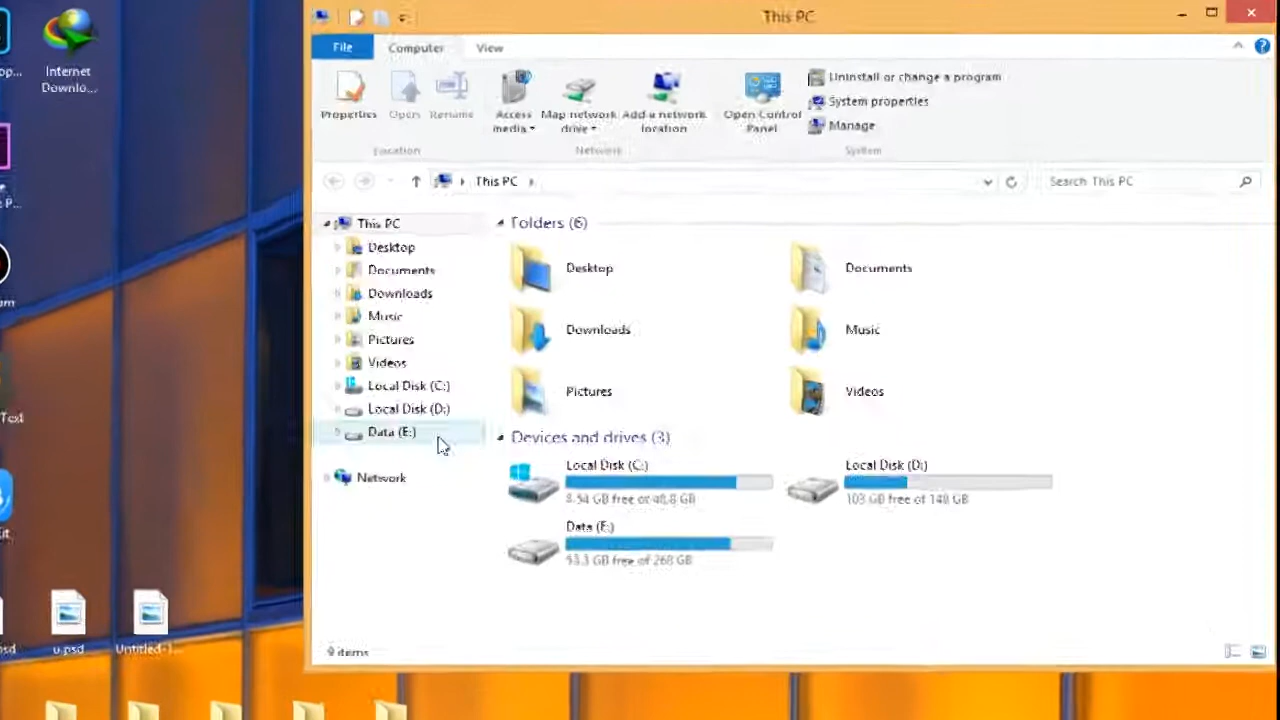 This PC
File
Computer
View
Internet
Downlo...
Properties
Open
Rename
Access
media
Map network
drive
Add a network
location
Open Control
Panel
Uninstall or change a program
System properties
Manage
Location
Network
System
This PC
Search This PC
This PC
Desktop
Documents
Downloads
Music
Pictures
Videos
Local Disk (C:)
Local Disk (D:)
Data (E:)
Network
Folders (6)
Desktop
Documents
Downloads
Music
Pictures
Videos
Devices and drives (3)
Local Disk (C:)
8.54 GB free of 48.8 GB
Local Disk (D:)
103 GB free of 148 GB
Data (E:)
53.3 GB free of 268 GB
9 items
op...
P...
Text
u.psd
Untitled-1...